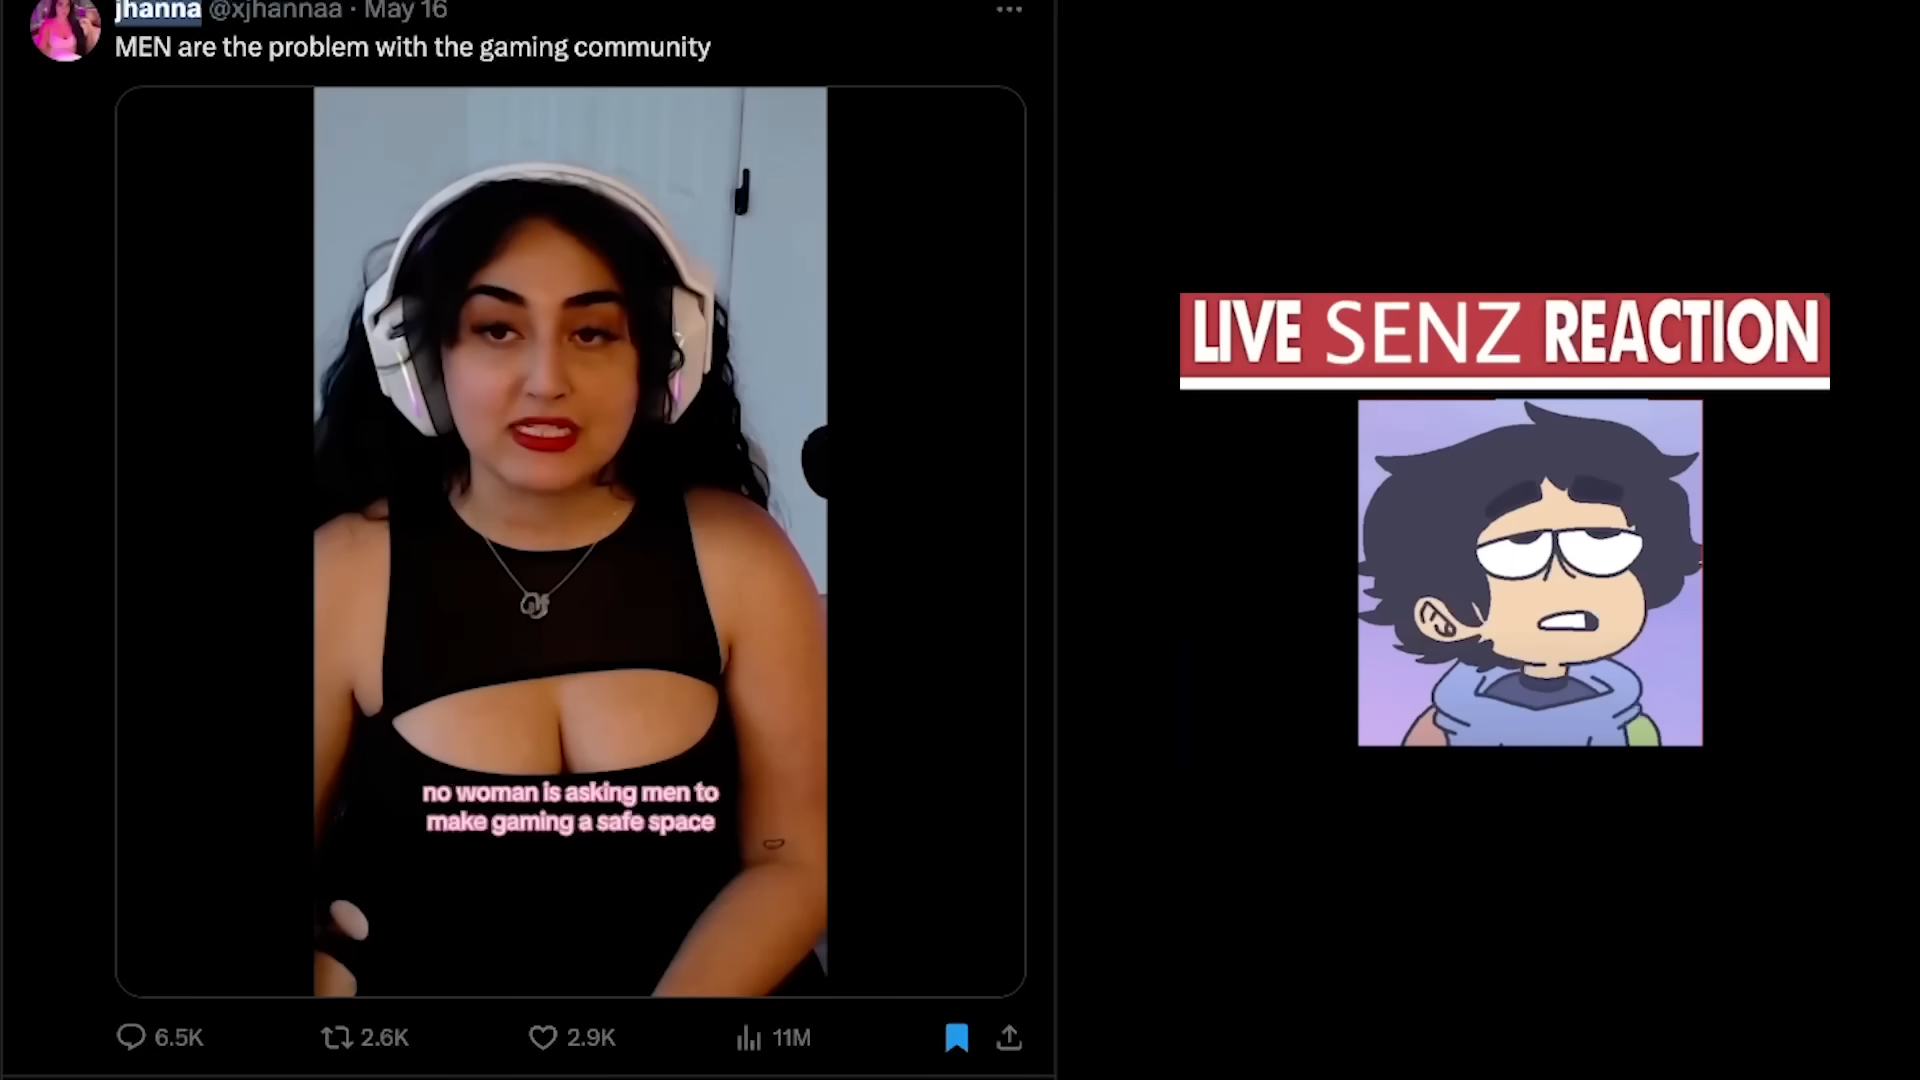 jhanna @xjhannaa · May 16
MEN are the problem with the gaming community
no woman is asking men to
make gaming a safe space
6.5K 2.6K 2.9K 11M
LIVE SENZ REACTION